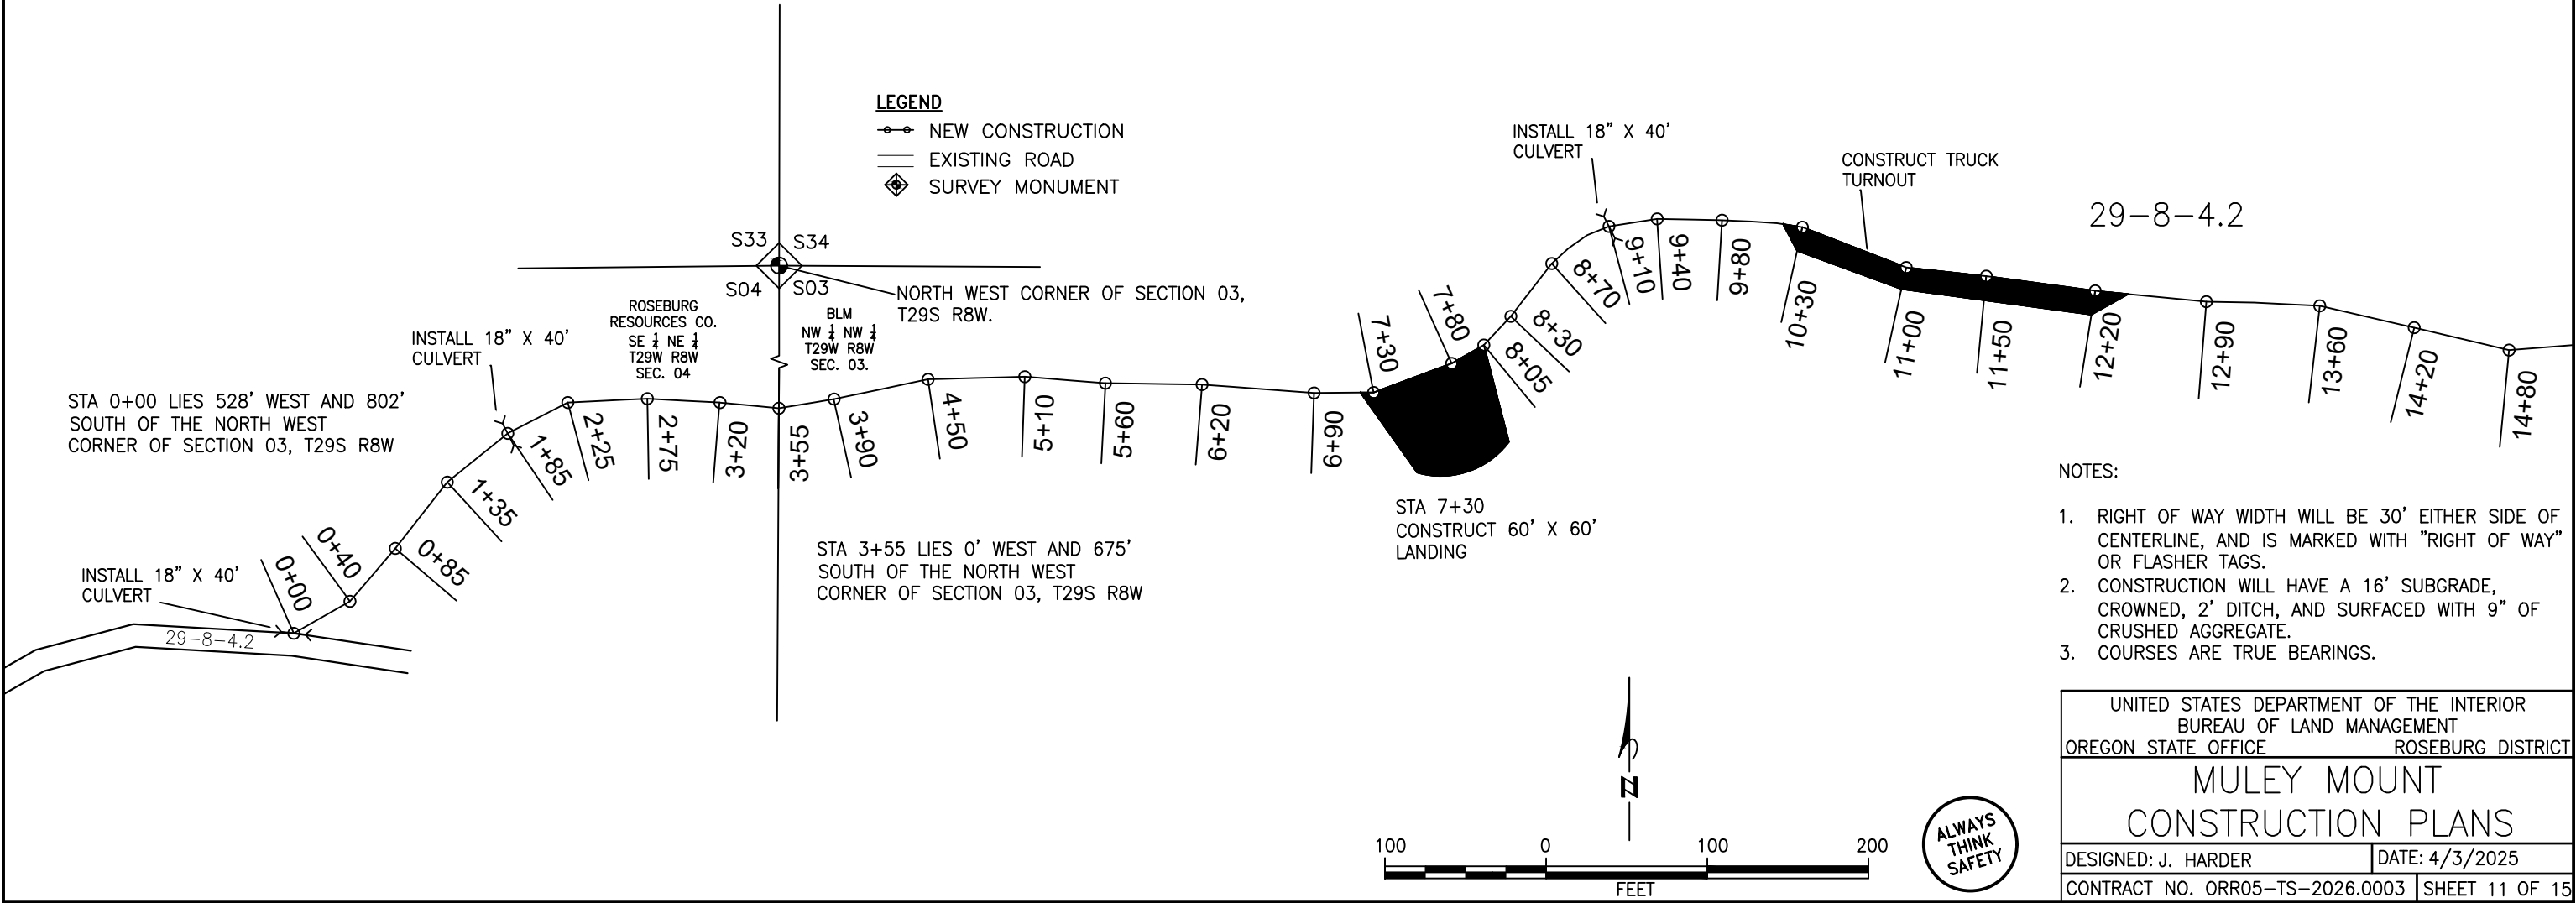 LEGEND
NEW CONSTRUCTION
EXISTING ROAD
SURVEY MONUMENT
S33 S34
S04 S03
NORTH WEST CORNER OF SECTION 03,
T29S R8W.
ROSEBURG
RESOURCES CO.
SE 1/4 NE 1/4
T29W R8W
SEC. 04
BLM
NW 1/4 NW 1/4
T29W R8W
SEC. 03.
INSTALL 18" X 40'
CULVERT
STA 0+00 LIES 528' WEST AND 802'
SOUTH OF THE NORTH WEST
CORNER OF SECTION 03, T29S R8W
INSTALL 18" X 40'
CULVERT
29-8-4.2
0+00
0+40
0+85
1+35
1+85
2+25
2+75
3+20
3+55
3+90
4+50
5+10
5+60
6+20
6+90
7+30
7+80
8+05
8+30
8+70
9+10
9+40
9+80
10+30
11+00
11+50
12+20
12+90
13+60
14+20
14+80
STA 3+55 LIES 0' WEST AND 675'
SOUTH OF THE NORTH WEST
CORNER OF SECTION 03, T29S R8W
STA 7+30
CONSTRUCT 60' X 60'
LANDING
INSTALL 18" X 40'
CULVERT
CONSTRUCT TRUCK
TURNOUT
29-8-4.2
NOTES:
1. RIGHT OF WAY WIDTH WILL BE 30' EITHER SIDE OF
CENTERLINE, AND IS MARKED WITH "RIGHT OF WAY"
OR FLASHER TAGS.
2. CONSTRUCTION WILL HAVE A 16' SUBGRADE,
CROWNED, 2' DITCH, AND SURFACED WITH 9" OF
CRUSHED AGGREGATE.
3. COURSES ARE TRUE BEARINGS.
N
100 0 100 200
FEET
ALWAYS
THINK
SAFETY
UNITED STATES DEPARTMENT OF THE INTERIOR
BUREAU OF LAND MANAGEMENT
OREGON STATE OFFICE ROSEBURG DISTRICT
MULEY MOUNT
CONSTRUCTION PLANS
DESIGNED: J. HARDER DATE: 4/3/2025
CONTRACT NO. ORR05-TS-2026.0003 SHEET 11 OF 15